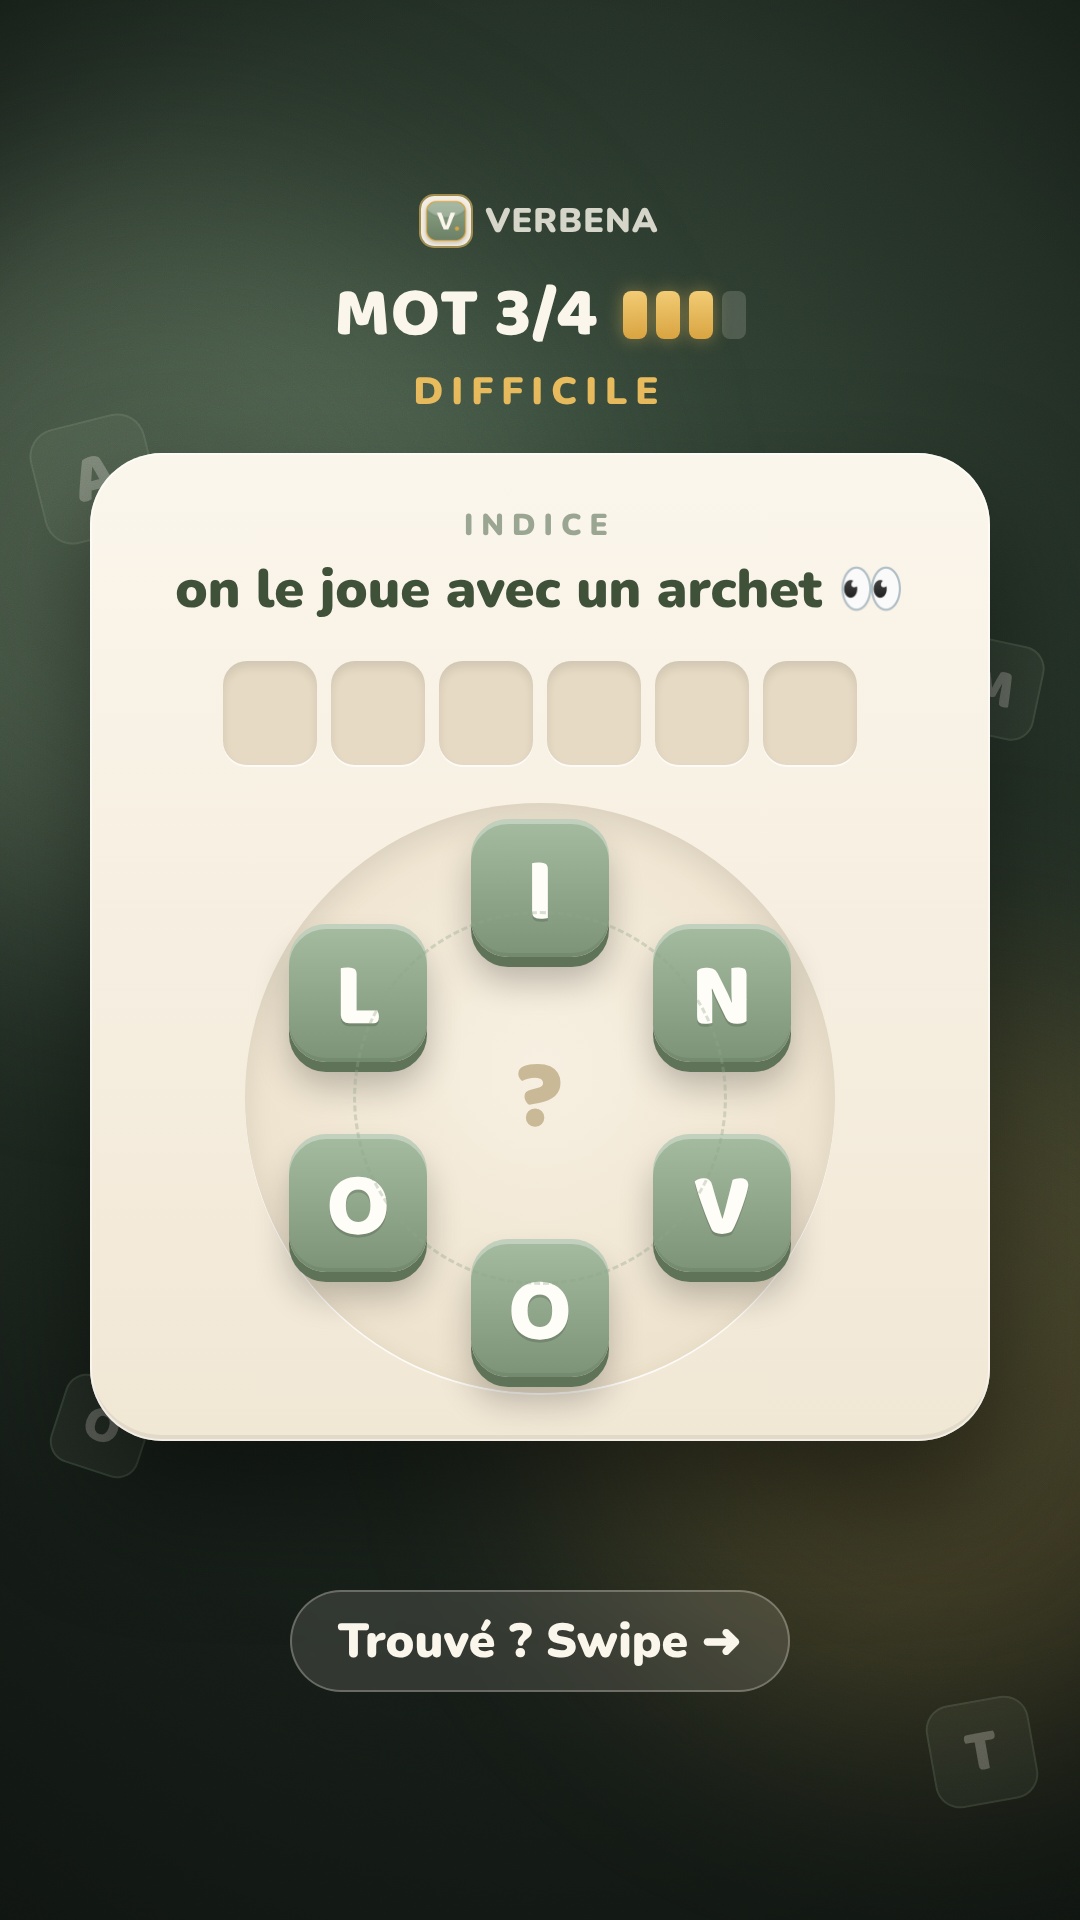 V.
VERBENA
MOT 3/4
DIFFICILE
A
INDICE
on le joue avec un archet 👀
M
I
L
N
?
O
V
O
O
Trouvé ? Swipe ➜
T